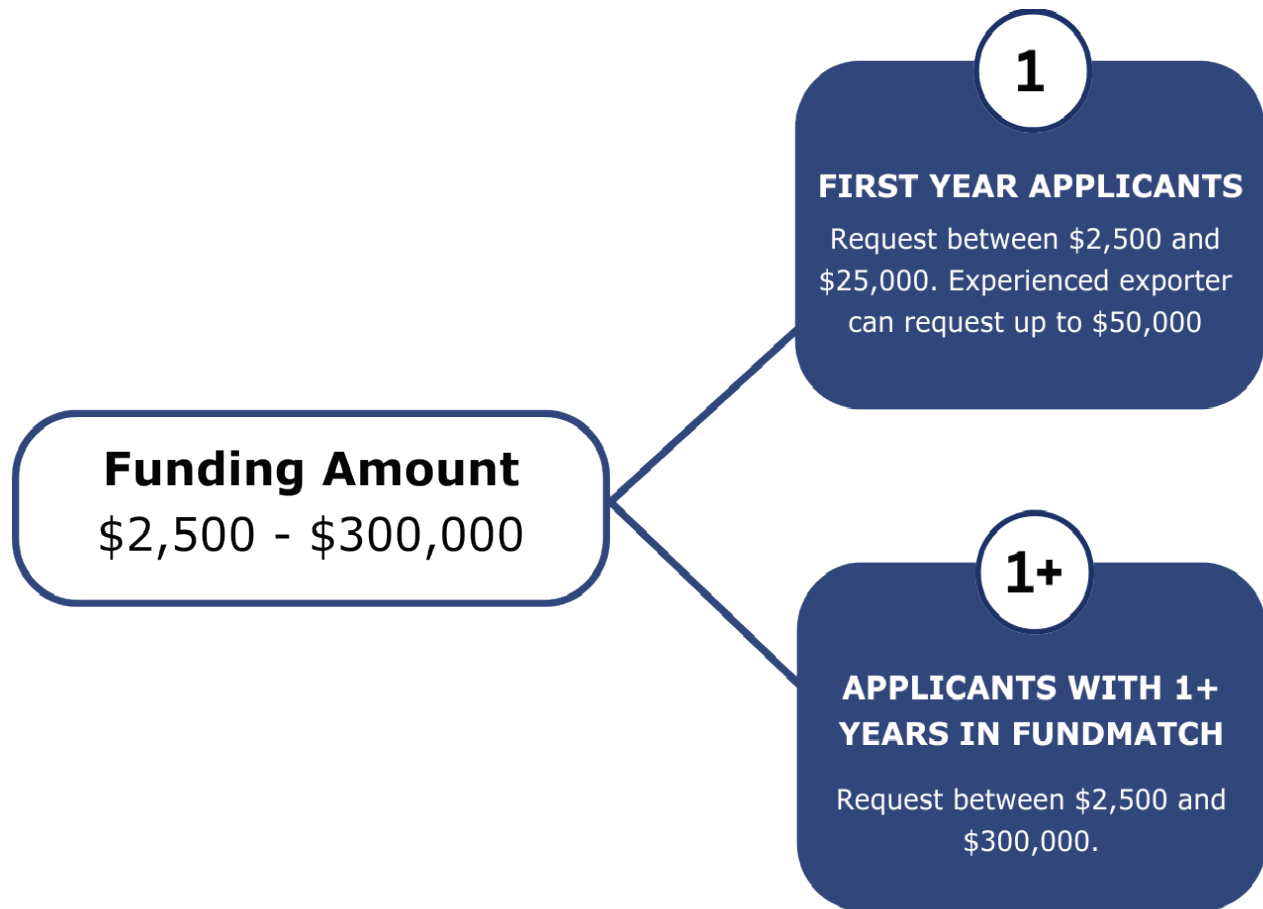 Funding Amount
$2,500 - $300,000
1
FIRST YEAR APPLICANTS
Request between $2,500 and
$25,000. Experienced exporter
can request up to $50,000
1+
APPLICANTS WITH 1+
YEARS IN FUNDMATCH
Request between $2,500 and
$300,000.